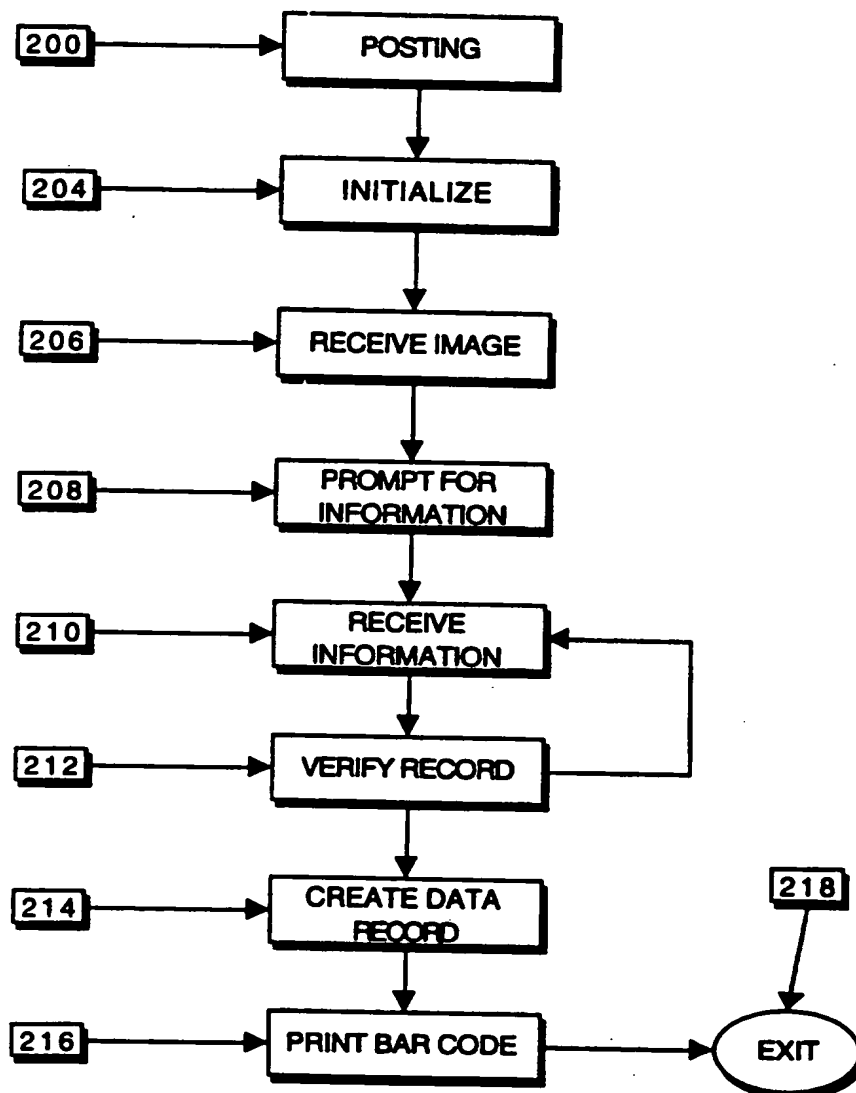 200
POSTING
204
INITIALIZE
206
RECEIVE IMAGE
208
PROMPT FOR
INFORMATION
210
RECEIVE
INFORMATION
212
VERIFY RECORD
214
CREATE DATA
RECORD
218
216
PRINT BAR CODE
EXIT